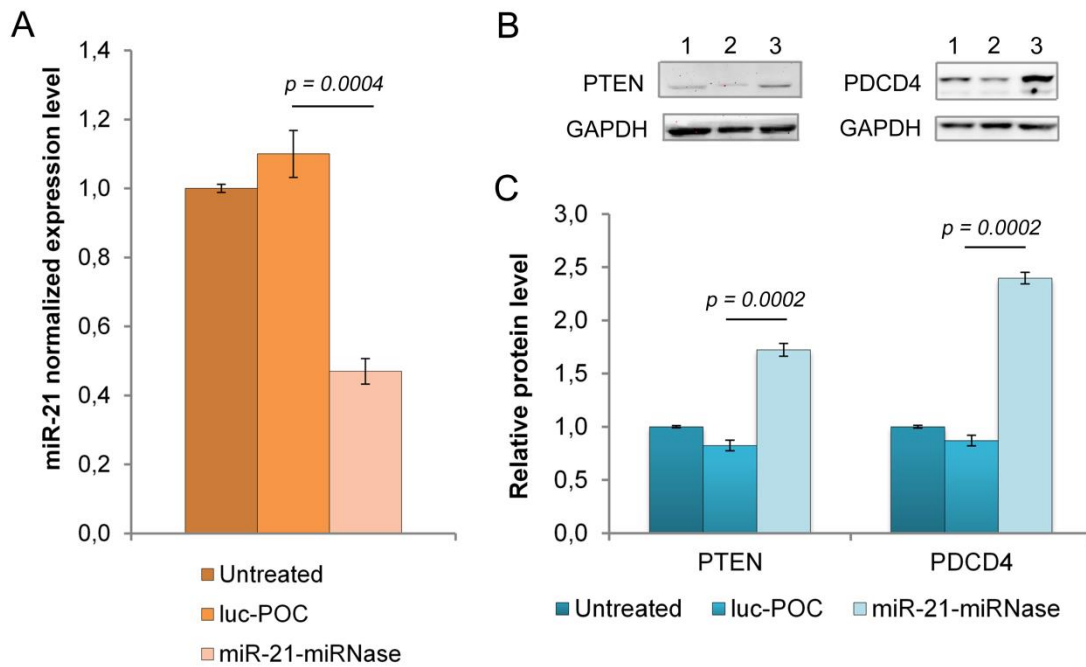 A
miR-21 normalized expression level
1,4
1,2
1,0
0,8
0,6
0,4
0,2
0,0
p = 0.0004
Untreated
luc-POC
miR-21-miRNase
B
1 2 3
PTEN
GAPDH
1 2 3
PDCD4
GAPDH
C
Relative protein level
3,0
2,5
2,0
1,5
1,0
0,5
0,0
p = 0.0002
p = 0.0002
PTEN
PDCD4
Untreated
luc-POC
miR-21-miRNase